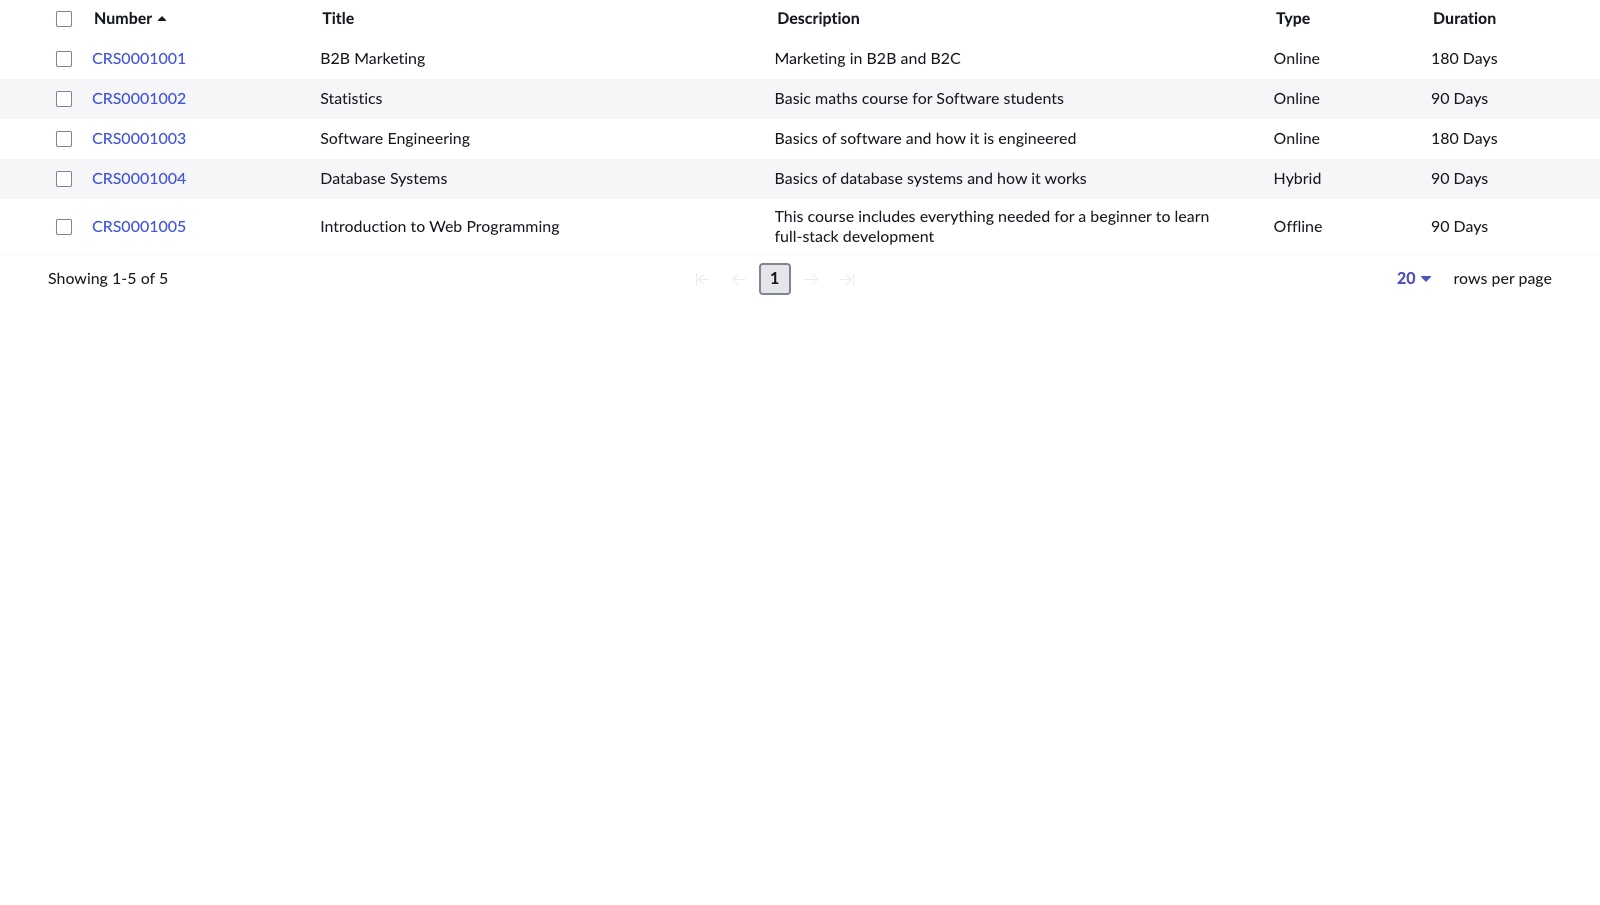 Number Title Description Type Duration
CRS0001001 B2B Marketing Marketing in B2B and B2C Online 180 Days
CRS0001002 Statistics Basic maths course for Software students Online 90 Days
CRS0001003 Software Engineering Basics of software and how it is engineered Online 180 Days
CRS0001004 Database Systems Basics of database systems and how it works Hybrid 90 Days
CRS0001005 Introduction to Web Programming This course includes everything needed for a beginner to learn Offline 90 Days
full-stack development
Showing 1-5 of 5 1 20 rows per page